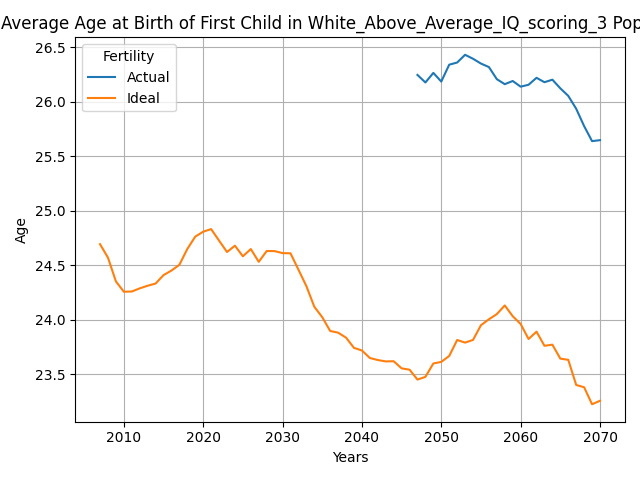 Average Age at Birth of First Child in White_Above_Average_IQ_scoring_3 Pop
Fertility
Actual
Ideal
26.5
26.0
25.5
25.0
24.5
24.0
23.5
Age
2010 2020 2030 2040 2050 2060 2070
Years